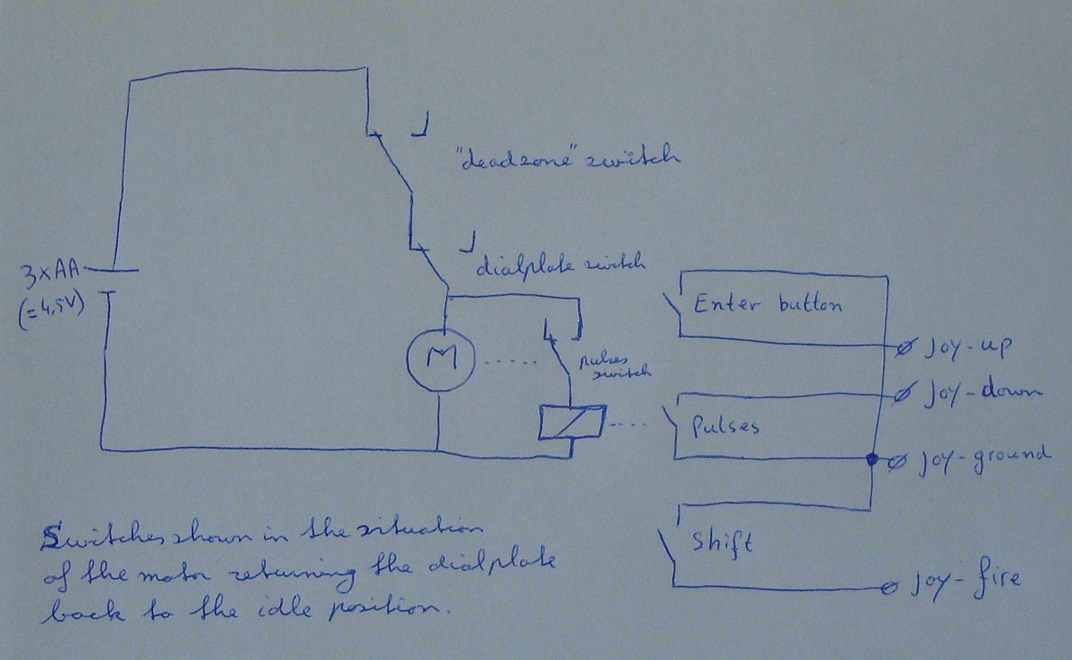 "deadzone" switch
dialplate switch
3xAA
(=4,5V)
M
pulses
switch
Enter button
Joy-up
Joy-down
Pulses
Joy-ground
Shift
Joy-fire
Switches shown in the situation
of the motor returning the dialplate
back to the idle position.